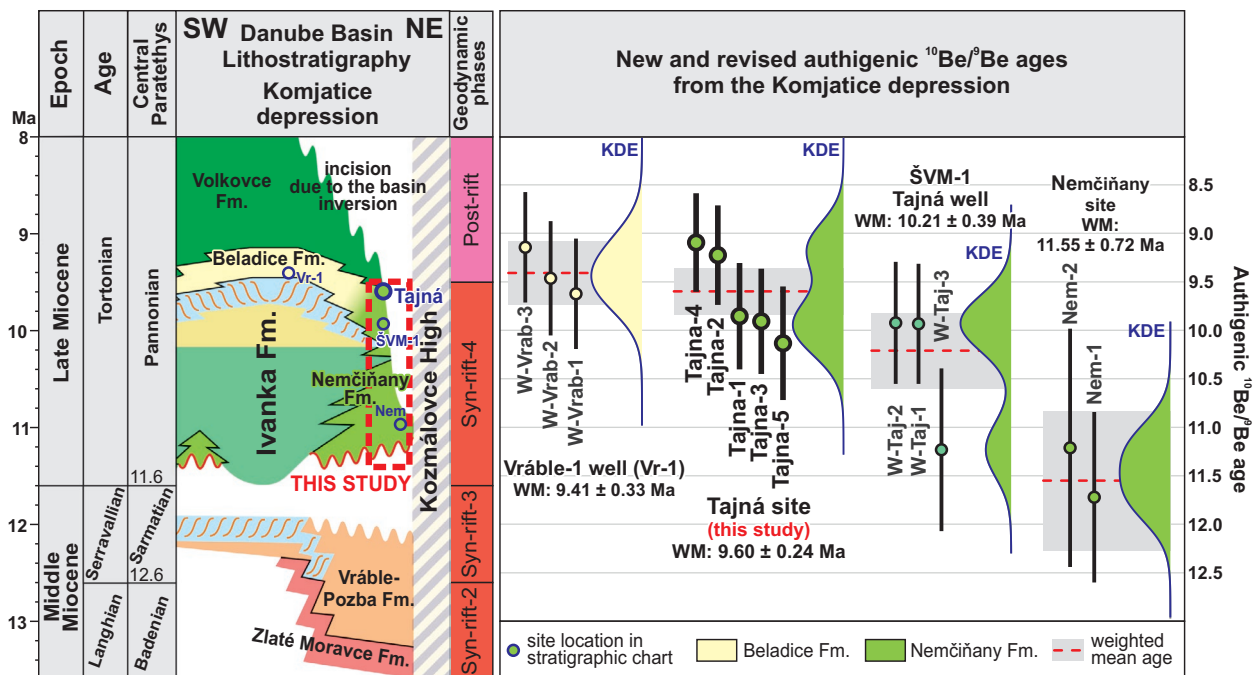 Epoch
Age
Central
Paratethys
SW
Danube Basin
NE
Lithostratigraphy
Komjatice
depression
Geodynamic
phases
New and revised authigenic ¹⁰Be/⁹Be ages
from the Komjatice depression
Ma
8
9
10
11
12
13
Late Miocene
Middle
Miocene
Tortonian
Serravallian
Langhian
Pannonian
11.6
Sarmatian
12.6
Badenian
Volkovce
Fm.
incision
due to the basin
inversion
Beladice Fm.
Vr-1
Tajná
ŠVM-1
Ivanka Fm.
Nemčiňany
Fm.
Nem
THIS STUDY
Kozmálovce High
Vráble-
Pozba Fm.
Zlaté Moravce Fm.
Post-rift
Syn-rift-4
Syn-rift-3
Syn-rift-2
KDE
W-Vrab-3
W-Vrab-2
W-Vrab-1
Vráble-1 well (Vr-1)
WM: 9.41 ± 0.33 Ma
KDE
Tajna-4
Tajna-2
Tajna-1
Tajna-3
Tajna-5
Tajná site
(this study)
WM: 9.60 ± 0.24 Ma
ŠVM-1
Tajná well
WM: 10.21 ± 0.39 Ma
KDE
W-Taj-2
W-Taj-1
W-Taj-3
Nemčiňany
site
WM:
11.55 ± 0.72 Ma
Nem-2
Nem-1
KDE
8.5
9.0
9.5
10.0
10.5
11.0
11.5
12.0
12.5
Authigenic ¹⁰Be/⁹Be age
site location in
stratigraphic chart
Beladice Fm.
Nemčiňany Fm.
weighted
mean age